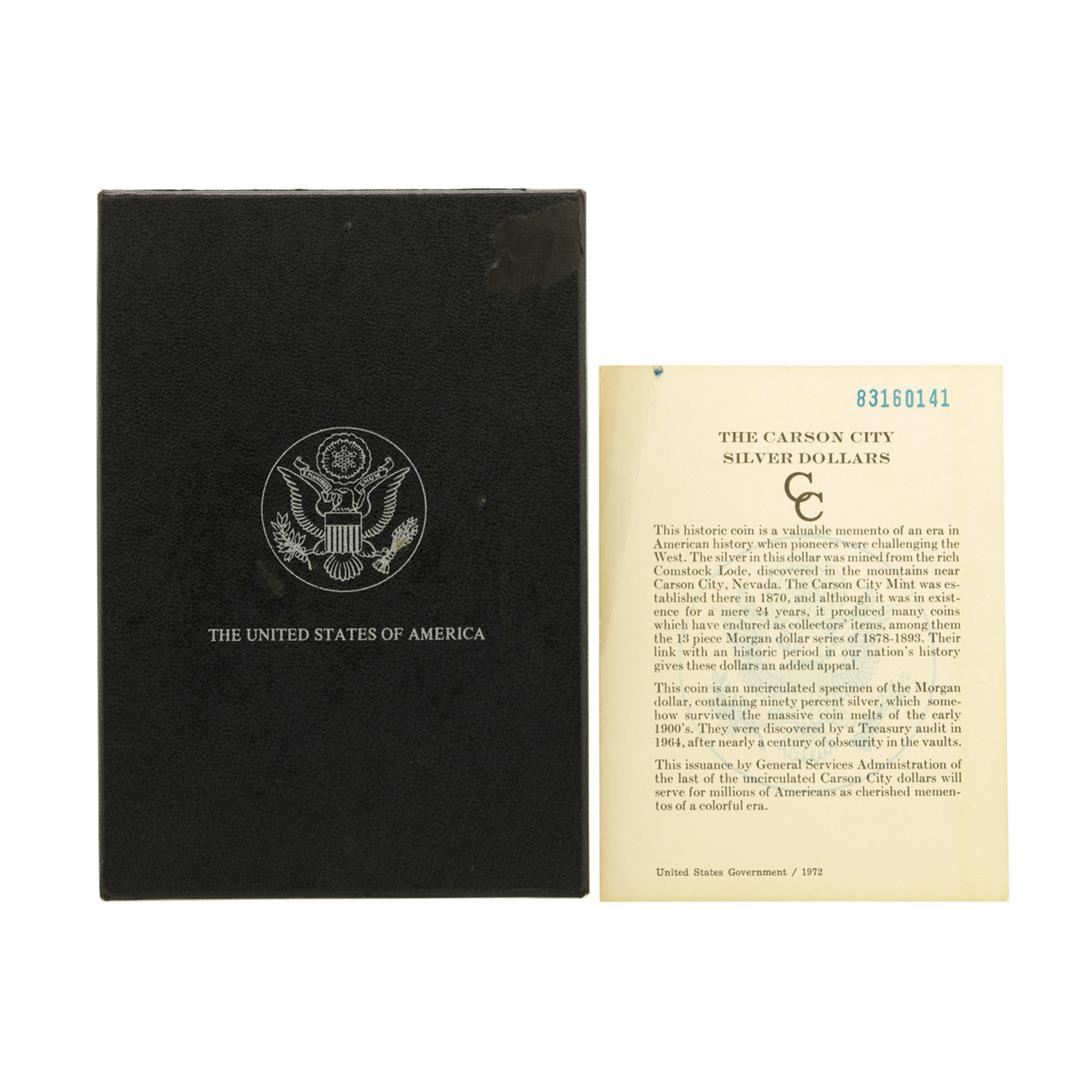 PLURIBUS UNUM
THE UNITED STATES OF AMERICA
83160141
THE CARSON CITY
SILVER DOLLARS
CC
This historic coin is a valuable memento of an era in
American history when pioneers were challenging the
West. The silver in this dollar was mined from the rich
Comstock Lode, discovered in the mountains near
Carson City, Nevada. The Carson City Mint was es-
tablished there in 1870, and although it was in exist-
ence for a mere 24 years, it produced many coins
which have endured as collectors' items, among them
the 13 piece Morgan dollar series of 1878-1893. Their
link with an historic period in our nation's history
gives these dollars an added appeal.
This coin is an uncirculated specimen of the Morgan
dollar, containing ninety percent silver, which some-
how survived the massive coin melts of the early
1900's. They were discovered by a Treasury audit in
1964, after nearly a century of obscurity in the vaults.
This issuance by General Services Administration of
the last of the uncirculated Carson City dollars will
serve for millions of Americans as cherished memen-
tos of a colorful era.
United States Government / 1972